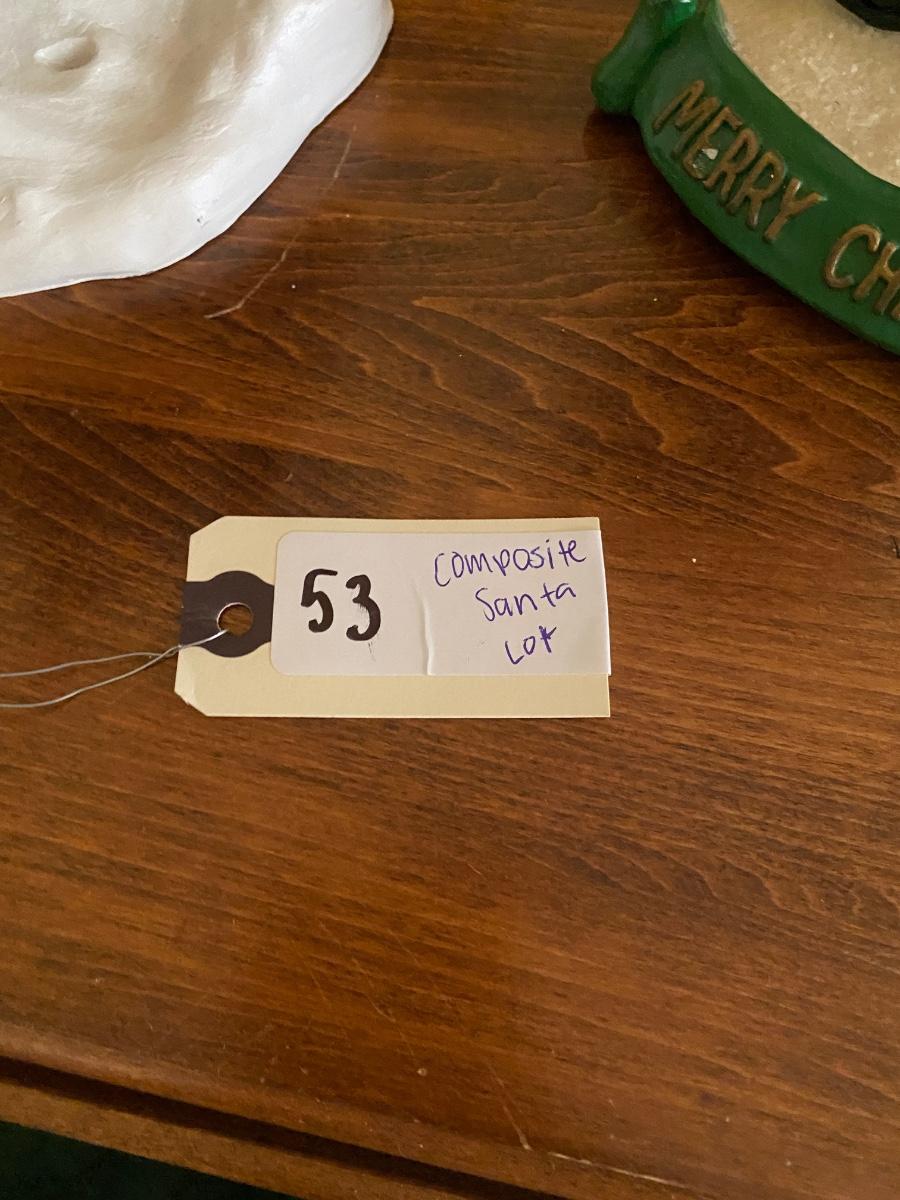 MERRY CH
53
Composite
Santa
Lot